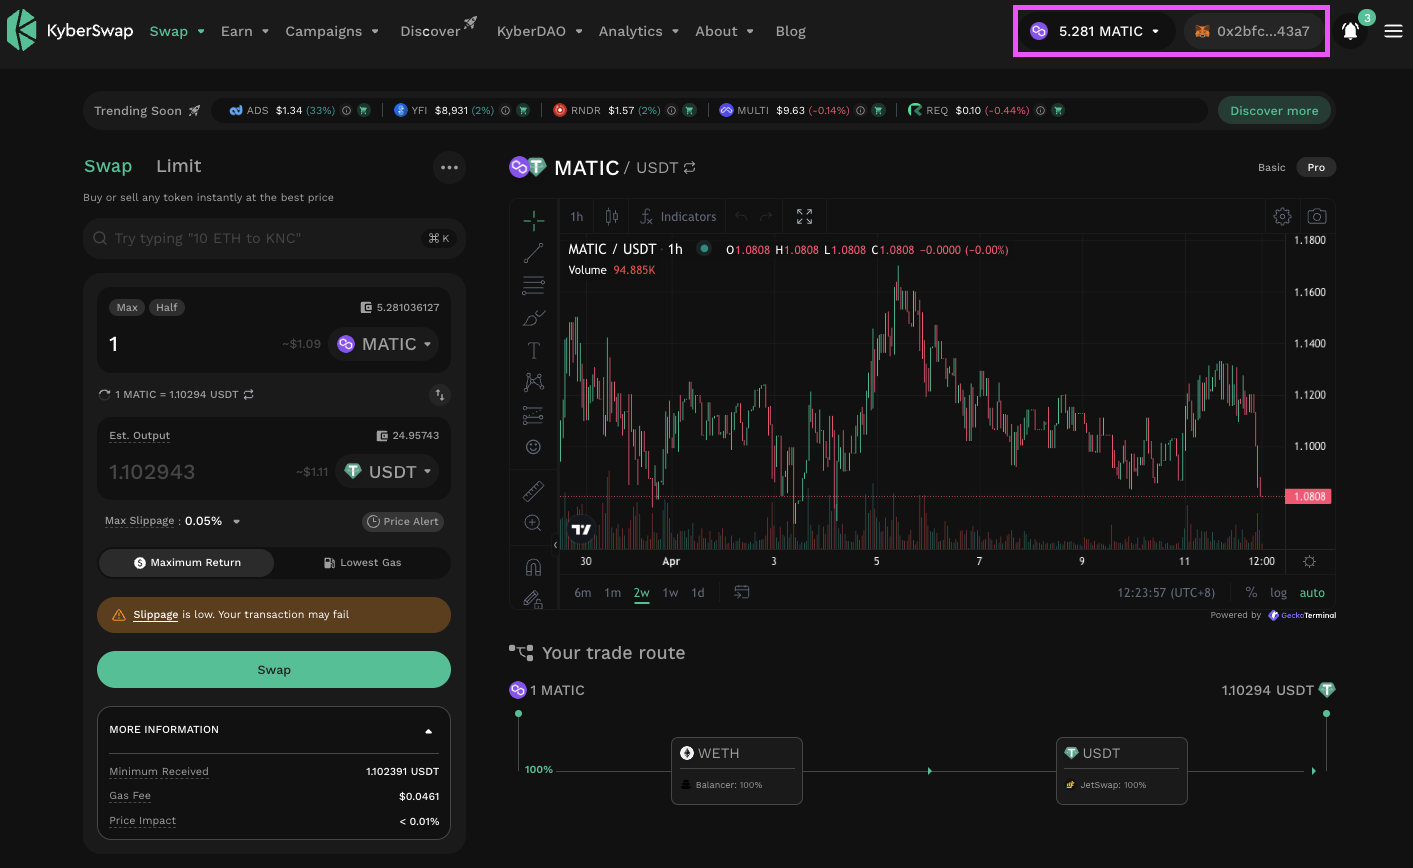 KyberSwap Swap Earn Campaigns Discover KyberDAO Analytics About Blog 5.281 MATIC 0x2bfc...43a7 3
Trending Soon ADS $1.34 (33%) YFI $8,931 (2%) RNDR $1.57 (2%) MULTI $9.63 (-0.14%) REQ $0.10 (-0.44%) Discover more
Swap Limit
Buy or sell any token instantly at the best price
Try typing "10 ETH to KNC" ⌘ K
Max Half 5.281036127
1 ~$1.09 MATIC
1 MATIC = 1.10294 USDT
Est. Output 24.95743
1.102943 ~$1.11 USDT
Max Slippage : 0.05% Price Alert
Maximum Return Lowest Gas
Slippage is low. Your transaction may fail
Swap
MORE INFORMATION
Minimum Received 1.102391 USDT
Gas Fee $0.0461
Price Impact < 0.01%
MATIC / USDT Basic Pro
1h Indicators
MATIC / USDT · 1h O1.0808 H1.0808 L1.0808 C1.0808 −0.0000 (−0.00%)
Volume 94.885K
1.1800
1.1600
1.1400
1.1200
1.1000
1.0808
30 Apr 3 5 7 9 11 12:00
6m 1m 2w 1w 1d 12:23:57 (UTC+8) % log auto
Powered by GeckoTerminal
Your trade route
1 MATIC 1.10294 USDT
100%
WETH
Balancer: 100%
USDT
JetSwap: 100%